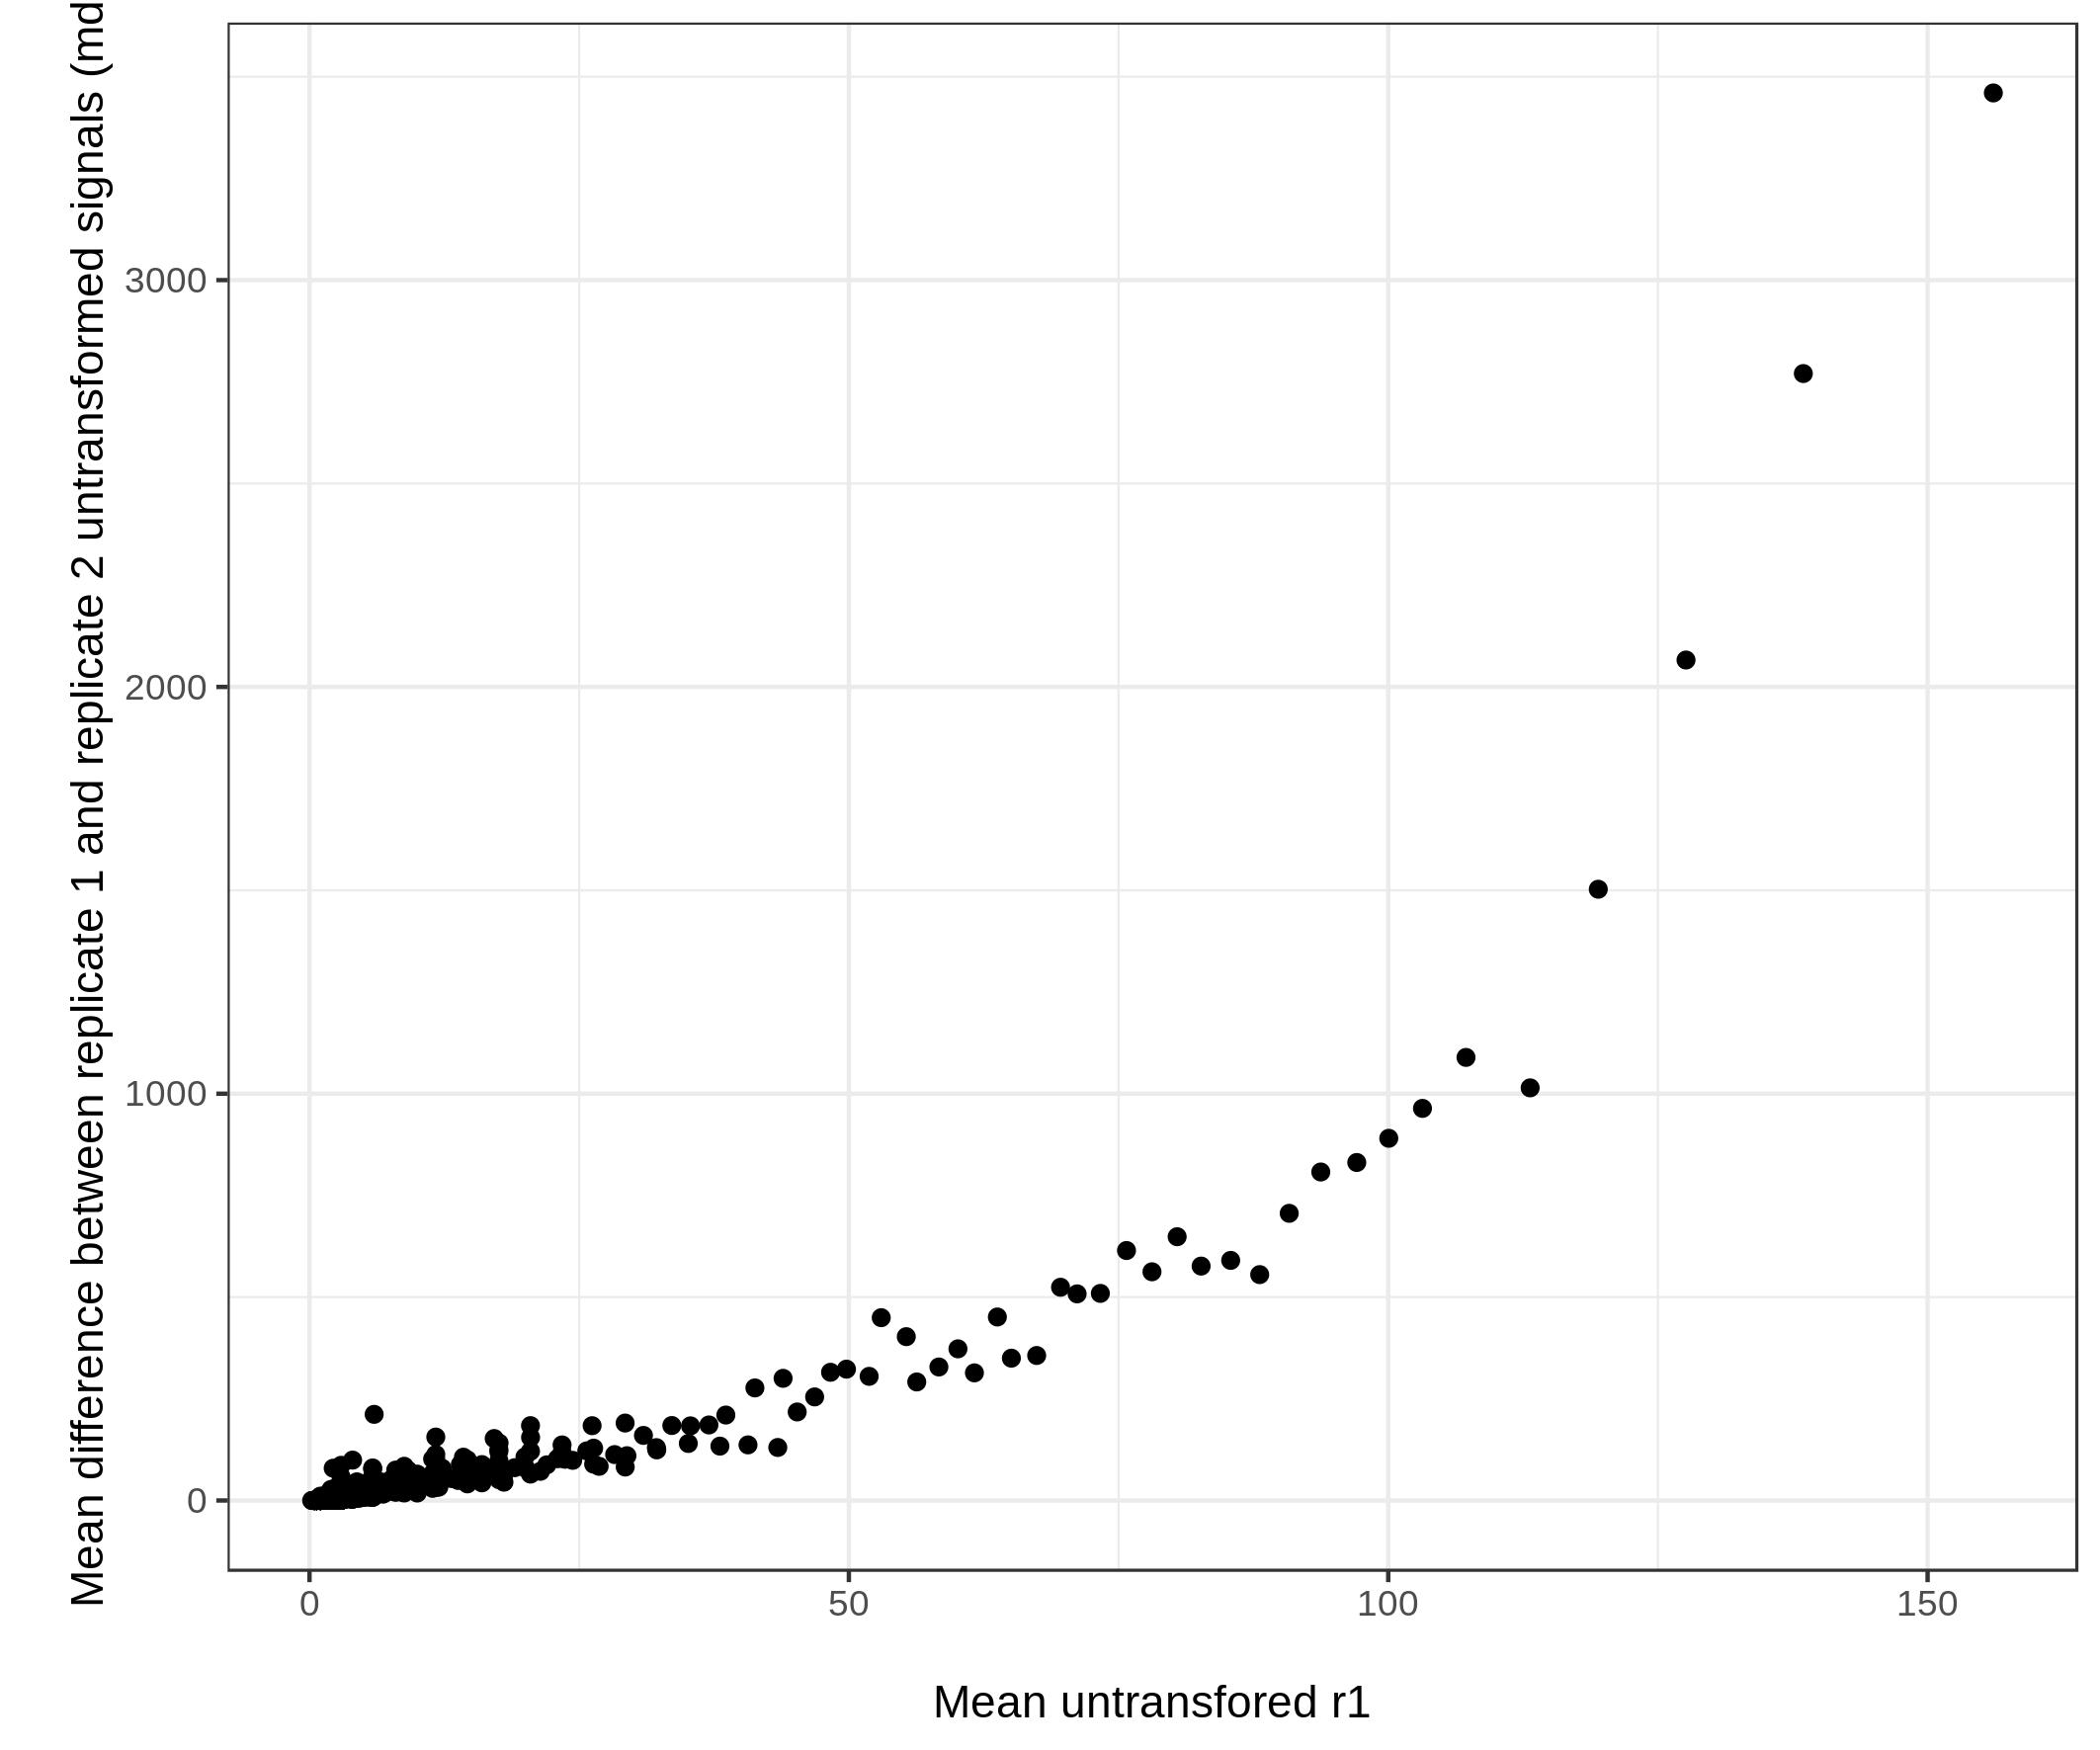 Mean difference between replicate 1 and replicate 2 untransformed signals (md
3000
2000
1000
0
0 50 100 150
Mean untransfored r1